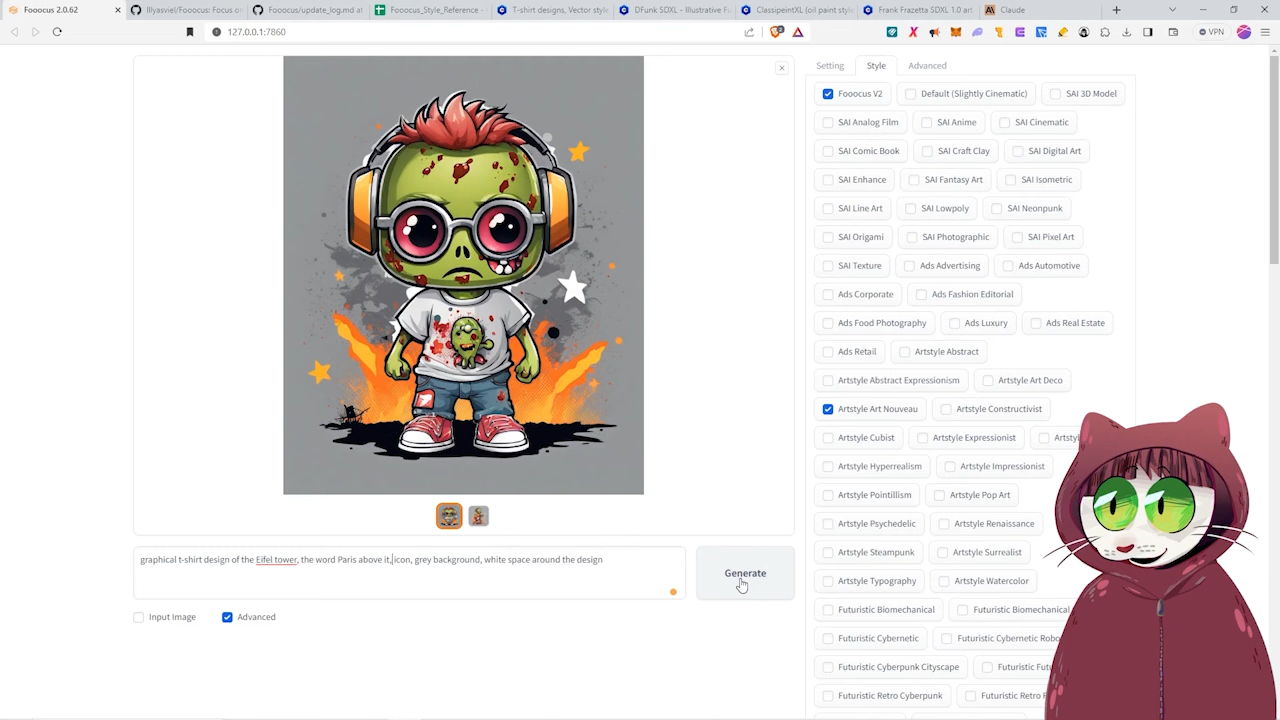 Fooocus 2.0.62
lllyasviel/Fooocus: Focus o
Fooocus/update_log.md at
Fooocus_Style_Reference -
T-shirt designs, Vector style
DFunk SDXL - Illustrative F
ClassipeintXL (oil paint style
Frank Frazetta SDXL 1.0 art
Claude
127.0.0.1:7860
VPN
Setting Style Advanced
Fooocus V2 Default (Slightly Cinematic) SAI 3D Model
SAI Analog Film SAI Anime SAI Cinematic
SAI Comic Book SAI Craft Clay SAI Digital Art
SAI Enhance SAI Fantasy Art SAI Isometric
SAI Line Art SAI Lowpoly SAI Neonpunk
SAI Origami SAI Photographic SAI Pixel Art
SAI Texture Ads Advertising Ads Automotive
Ads Corporate Ads Fashion Editorial
Ads Food Photography Ads Luxury Ads Real Estate
Ads Retail Artstyle Abstract
Artstyle Abstract Expressionism Artstyle Art Deco
Artstyle Art Nouveau Artstyle Constructivist
Artstyle Cubist Artstyle Expressionist Artstyl
Artstyle Hyperrealism Artstyle Impressionist
Artstyle Pointillism Artstyle Pop Art
Artstyle Psychedelic Artstyle Renaissance
Artstyle Steampunk Artstyle Surrealist
Artstyle Typography Artstyle Watercolor
Futuristic Biomechanical Futuristic Biomechanical
Futuristic Cybernetic Futuristic Cybernetic Robo
Futuristic Cyberpunk Cityscape Futuristic Futu
Futuristic Retro Cyberpunk Futuristic Retro F
graphical t-shirt design of the Eifel tower, the word Paris above it, icon, grey background, white space around the design
Generate
Input Image Advanced